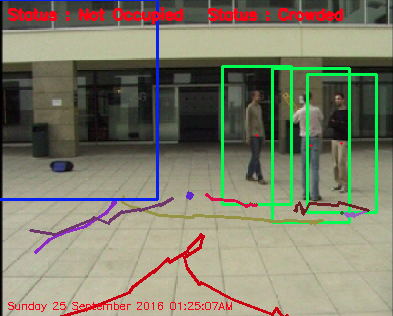 Status : Not Occupied Status : Crowded
Sunday 25 September 2016 01:25:07AM